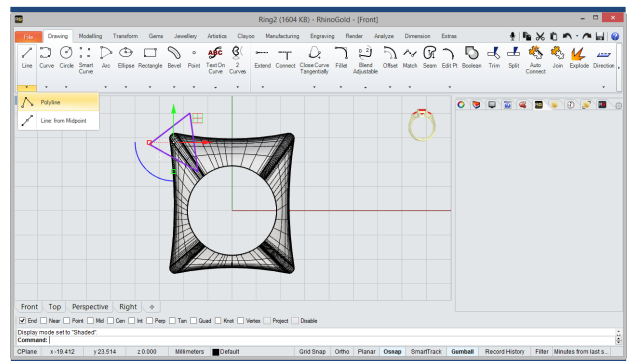 Ring2 (1604 KB) - RhinoGold - [Front]
File Drawing Modelling Transform Gems Jewellery Artistics Clayoo Manufacturing Engraving Render Analyze Dimension Extras
Line Curve Circle Smart Curve Arc Ellipse Rectangle Bevel Point Text On Curve 2 Curves Extend Connect Close Curve Tangentially Fillet Blend Adjustable Offset Match Seam Edit Pt Boolean Trim Split Auto Connect Join Explode Direction
Polyline
Line: from Midpoint
Front Top Perspective Right
End Near Point Mid Cen Int Perp Tan Quad Knot Vertex Project Disable
Display mode set to "Shaded".
Command:
CPlane x -19.412 y 23.514 z 0.000 Millimeters Default Grid Snap Ortho Planar Osnap SmartTrack Gumball Record History Filter Minutes from last s...